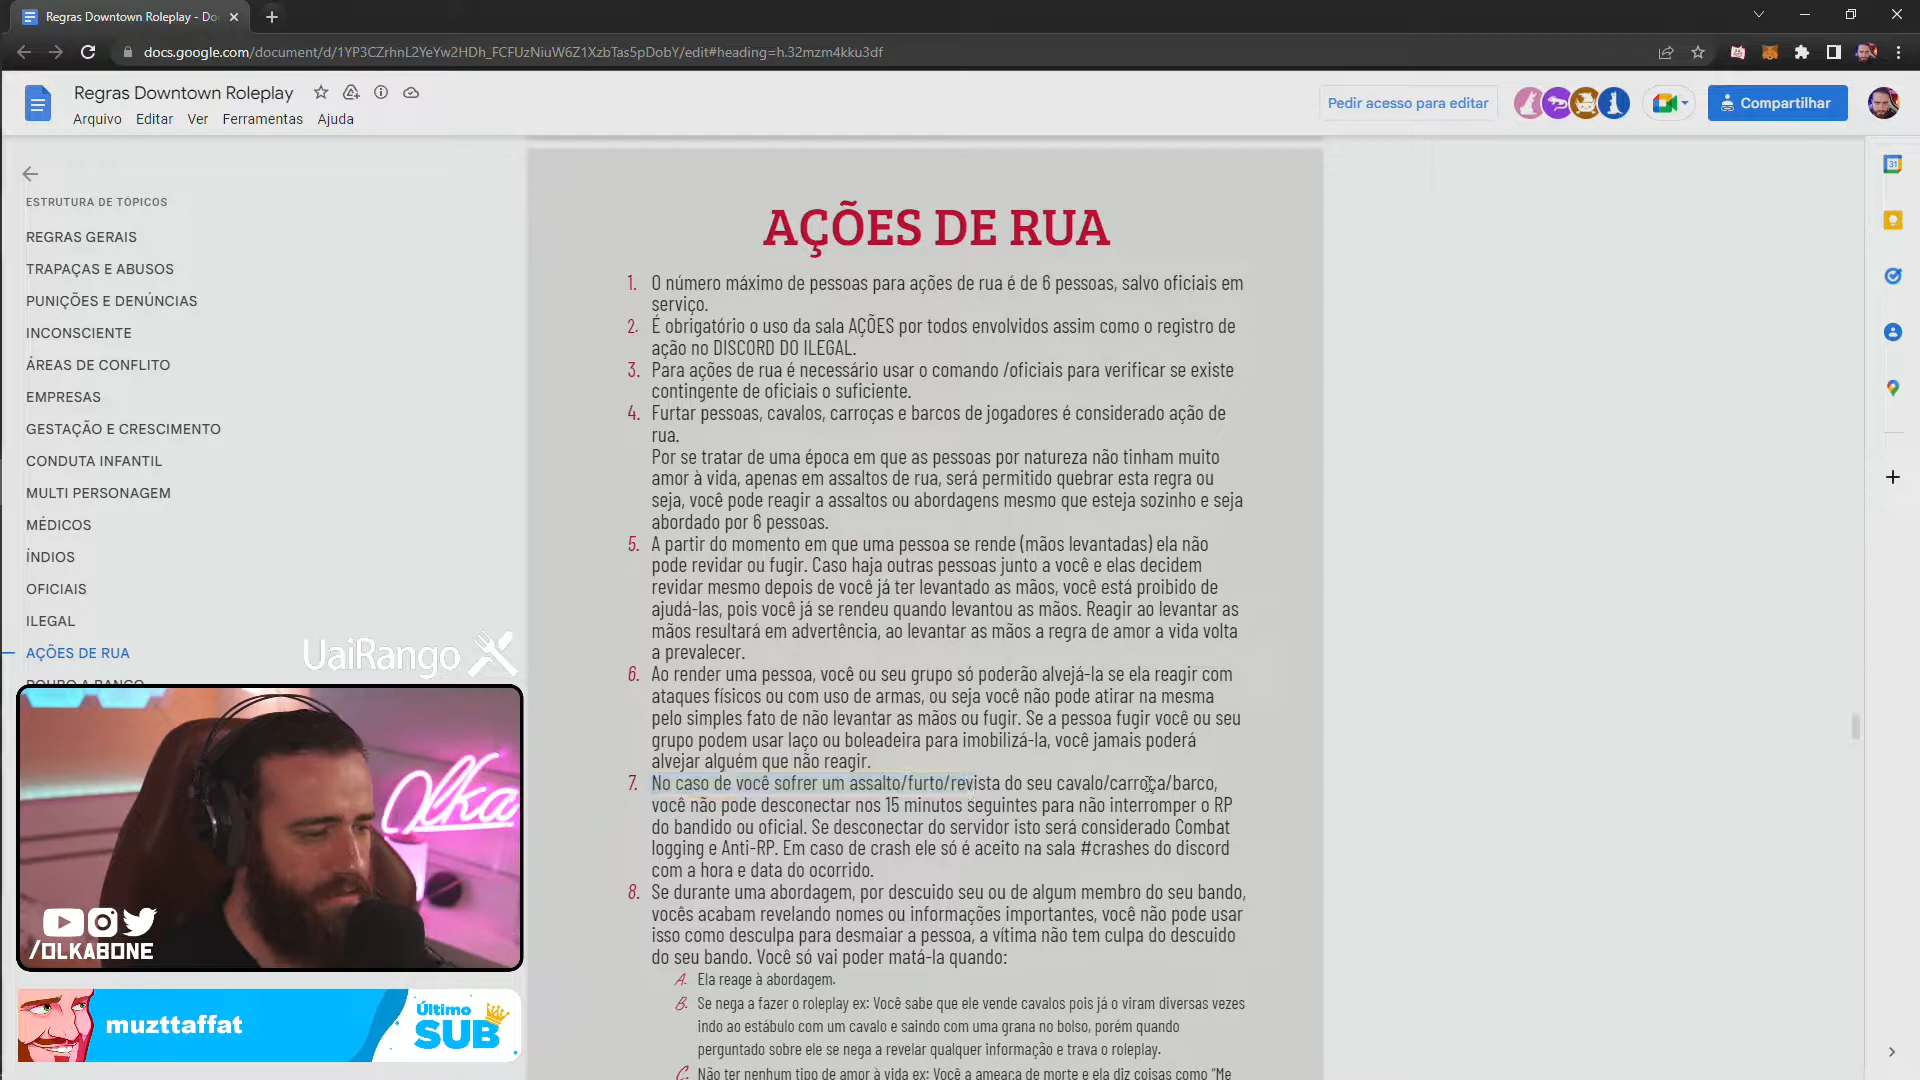 Regras Downtown Roleplay - Do
docs.google.com/document/d/1YP3CZrhnL2YeYw2HDh_FCFUzNiuW6Z1XzbTas5pDobY/edit#heading=h.32mzm4kku3df
Regras Downtown Roleplay
Pedir acesso para editar
Compartilhar
Arquivo Editar Ver Ferramentas Ajuda
ESTRUTURA DE TÓPICOS
REGRAS GERAIS
TRAPAÇAS E ABUSOS
PUNIÇÕES E DENÚNCIAS
INCONSCIENTE
ÁREAS DE CONFLITO
EMPRESAS
GESTAÇÃO E CRESCIMENTO
CONDUTA INFANTIL
MULTI PERSONAGEM
MÉDICOS
ÍNDIOS
OFICIAIS
ILEGAL
AÇÕES DE RUA
UaiRango
Olka
/OLKABONE
muzttaffat
Último
SUB
AÇÕES DE RUA
1. O número máximo de pessoas para ações de rua é de 6 pessoas, salvo oficiais em
serviço.
2. É obrigatório o uso da sala AÇÕES por todos envolvidos assim como o registro de
ação no DISCORD DO ILEGAL.
3. Para ações de rua é necessário usar o comando /oficiais para verificar se existe
contingente de oficiais o suficiente.
4. Furtar pessoas, cavalos, carroças e barcos de jogadores é considerado ação de
rua.
Por se tratar de uma época em que as pessoas por natureza não tinham muito
amor à vida, apenas em assaltos de rua, será permitido quebrar esta regra ou
seja, você pode reagir a assaltos ou abordagens mesmo que esteja sozinho e seja
abordado por 6 pessoas.
5. A partir do momento em que uma pessoa se rende (mãos levantadas) ela não
pode revidar ou fugir. Caso haja outras pessoas junto a você e elas decidem
revidar mesmo depois de você já ter levantado as mãos, você está proibido de
ajudá-las, pois você já se rendeu quando levantou as mãos. Reagir ao levantar as
mãos resultará em advertência, ao levantar as mãos a regra de amor a vida volta
a prevalecer.
6. Ao render uma pessoa, você ou seu grupo só poderão alvejá-la se ela reagir com
ataques físicos ou com uso de armas, ou seja você não pode atirar na mesma
pelo simples fato de não levantar as mãos ou fugir. Se a pessoa fugir você ou seu
grupo podem usar laço ou boleadeira para imobilizá-la, você jamais poderá
alvejar alguém que não reagir.
7. No caso de você sofrer um assalto/furto/revista do seu cavalo/carroça/barco,
você não pode desconectar nos 15 minutos seguintes para não interromper o RP
do bandido ou oficial. Se desconectar do servidor isto será considerado Combat
logging e Anti-RP. Em caso de crash ele só é aceito na sala #crashes do discord
com a hora e data do ocorrido.
8. Se durante uma abordagem, por descuido seu ou de algum membro do seu bando,
vocês acabam revelando nomes ou informações importantes, você não pode usar
isso como desculpa para desmaiar a pessoa, a vítima não tem culpa do descuido
do seu bando. Você só vai poder matá-la quando:
A. Ela reage à abordagem.
B. Se nega a fazer o roleplay ex: Você sabe que ele vende cavalos pois já o viram diversas vezes
indo ao estábulo com um cavalo e saindo com uma grana no bolso, porém quando
perguntado sobre ele se nega a revelar qualquer informação e trava o roleplay.
C. Não ter nenhum tipo de amor à vida ex: Você a ameaça de morte e ela diz coisas como "Me